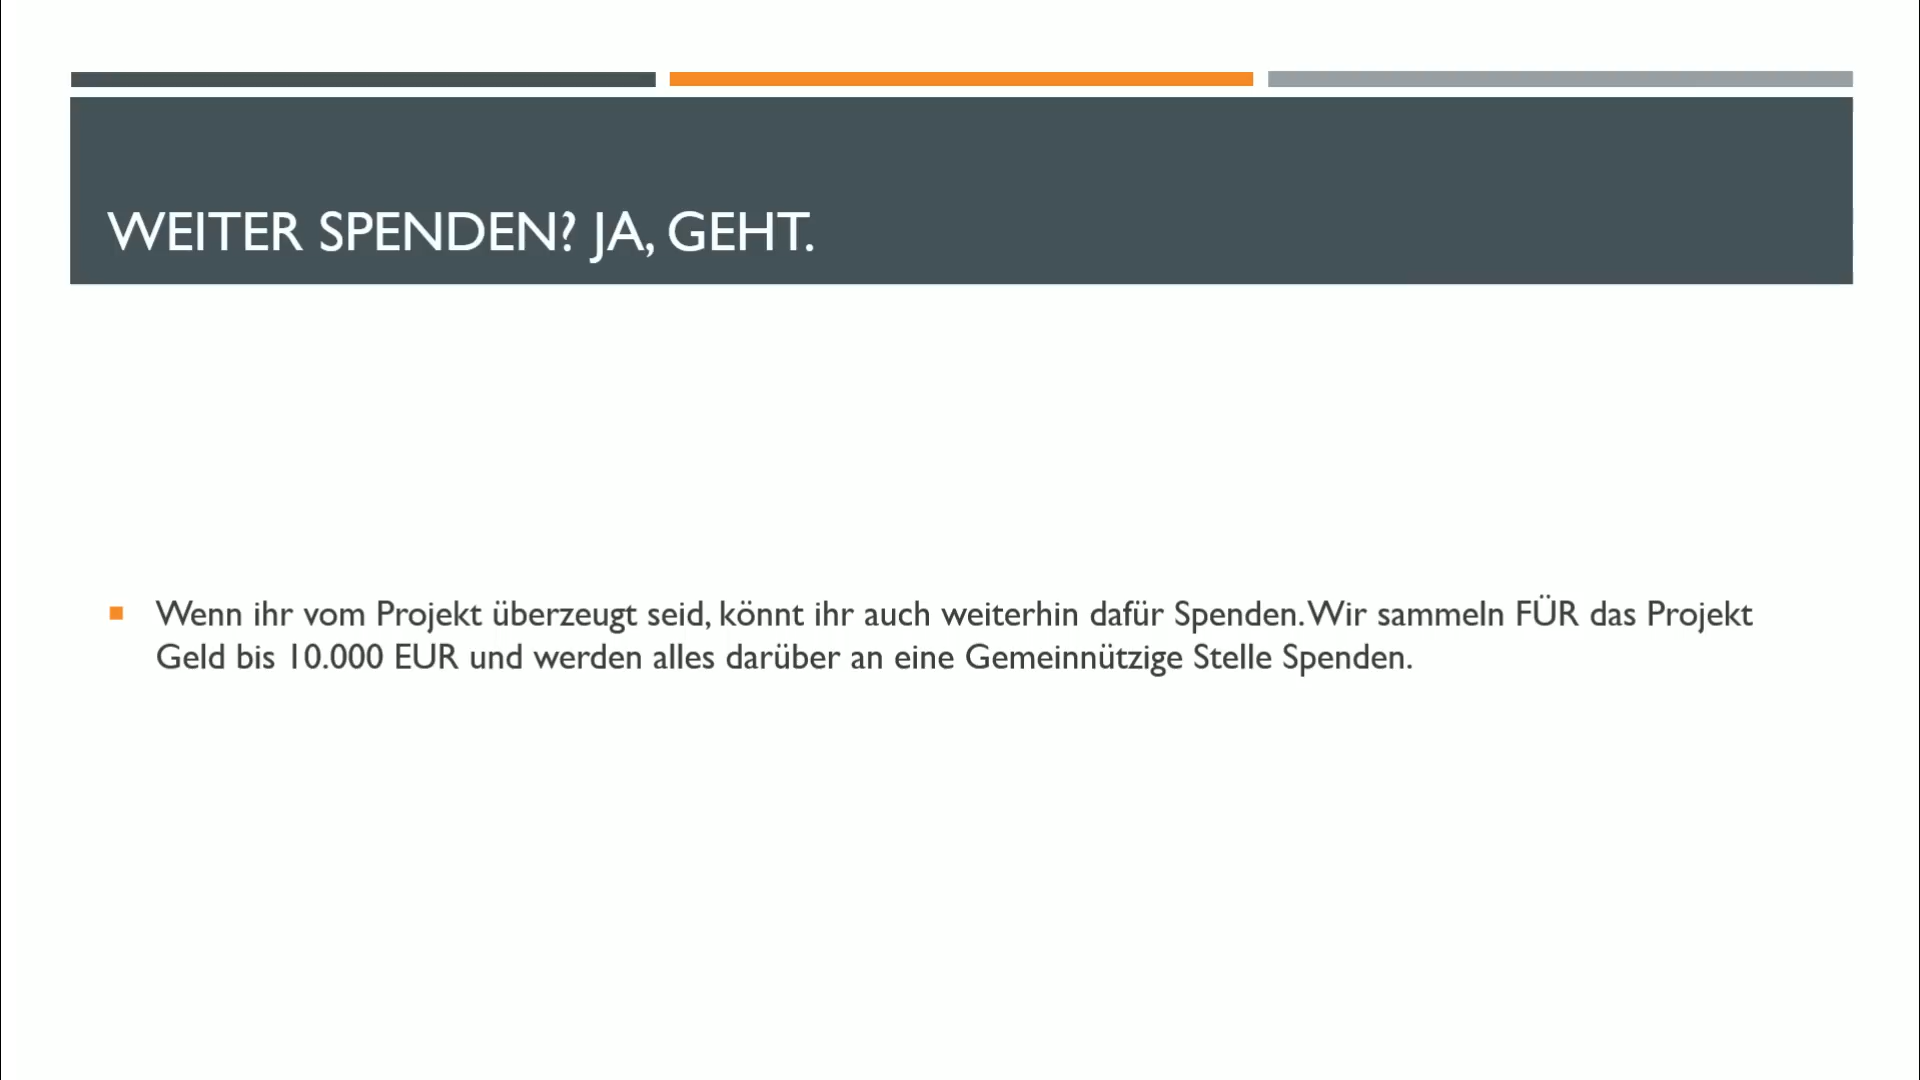 WEITER SPENDEN? JA, GEHT.
Wenn ihr vom Projekt überzeugt seid, könnt ihr auch weiterhin dafür Spenden. Wir sammeln FÜR das Projekt
Geld bis 10.000 EUR und werden alles darüber an eine Gemeinnützige Stelle Spenden.